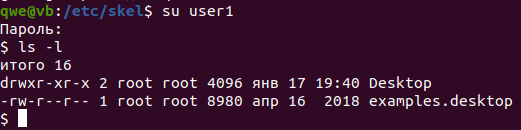 qwe@vb:/etc/skel$ su user1
Пароль:
$ ls -l
итого 16
drwxr-xr-x 2 root root 4096 янв 17 19:40 Desktop
-rw-r--r-- 1 root root 8980 апр 16  2018 examples.desktop
$